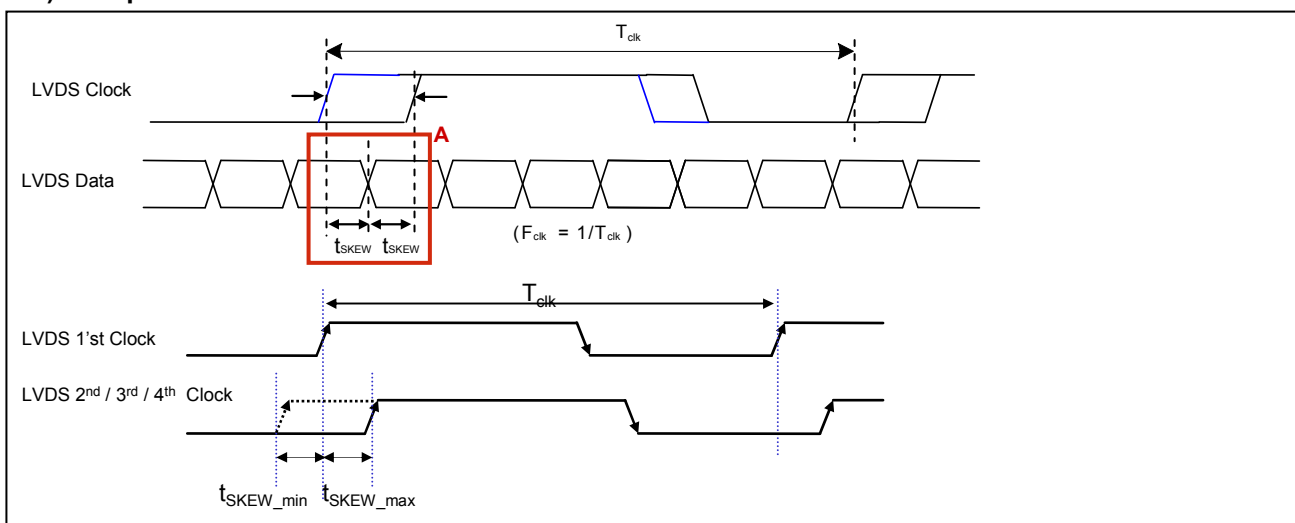 Tclk
LVDS Clock
A
LVDS Data
tSKEW tSKEW
(Fclk = 1/Tclk)
Tclk
LVDS 1'st Clock
LVDS 2nd / 3rd / 4th Clock
tSKEW_min tSKEW_max